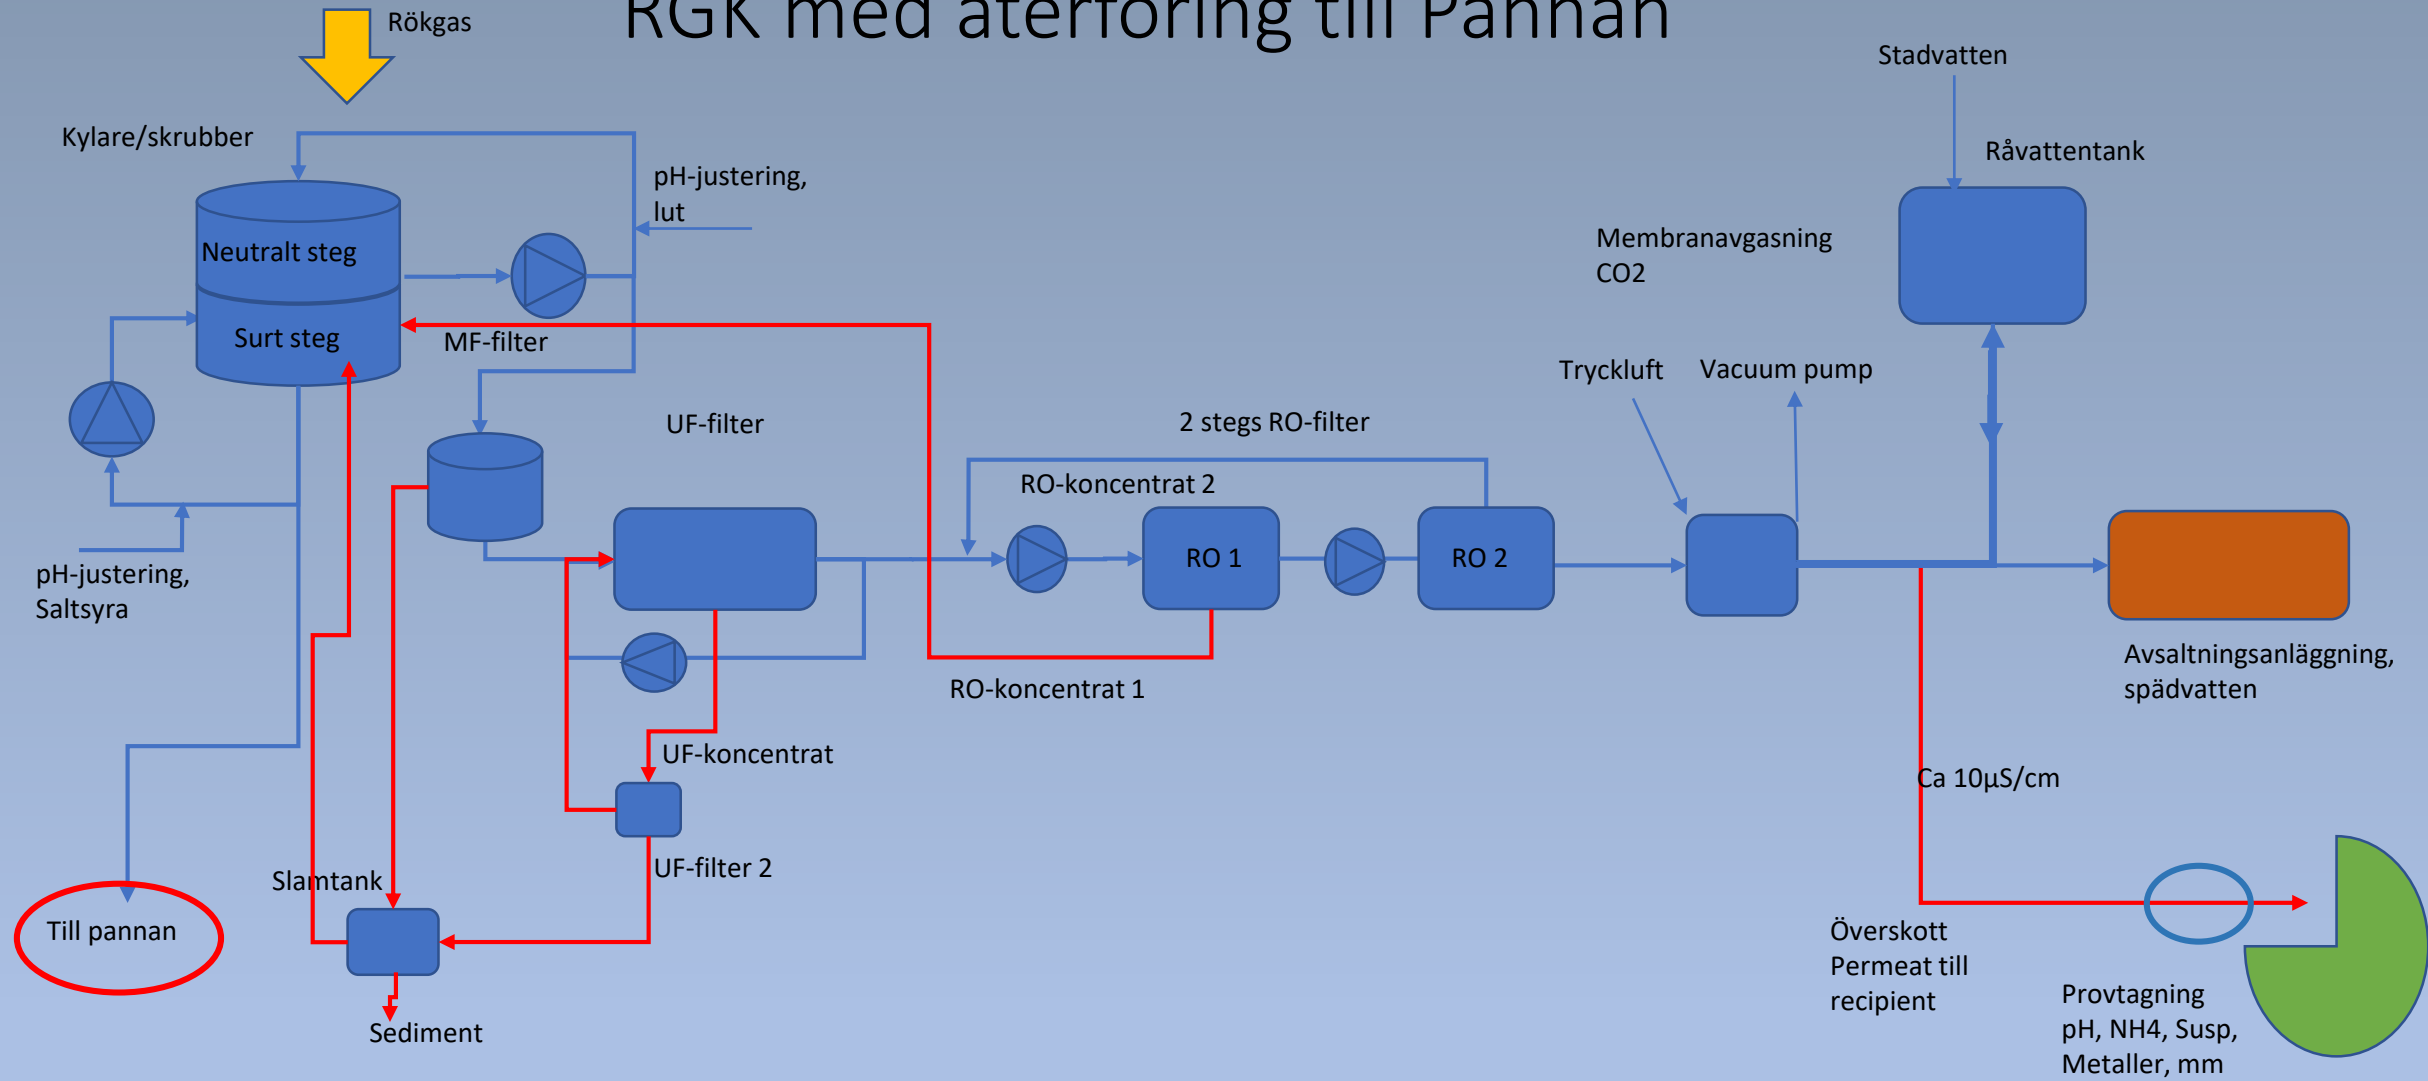 RGK med återföring till Pannan
Rökgas
Stadvatten
Kylare/skrubber
Råvattentank
pH-justering,
lut
Neutralt steg
Membranavgasning
CO2
Surt steg
MF-filter
Tryckluft
Vacuum pump
UF-filter
2 stegs RO-filter
RO-koncentrat 2
RO 1
RO 2
pH-justering,
Saltsyra
Avsaltningsanläggning,
spädvatten
RO-koncentrat 1
UF-koncentrat
Ca 10µS/cm
UF-filter 2
Slamtank
Till pannan
Överskott
Permeat till
recipient
Provtagning
pH, NH4, Susp,
Metaller, mm
Sediment